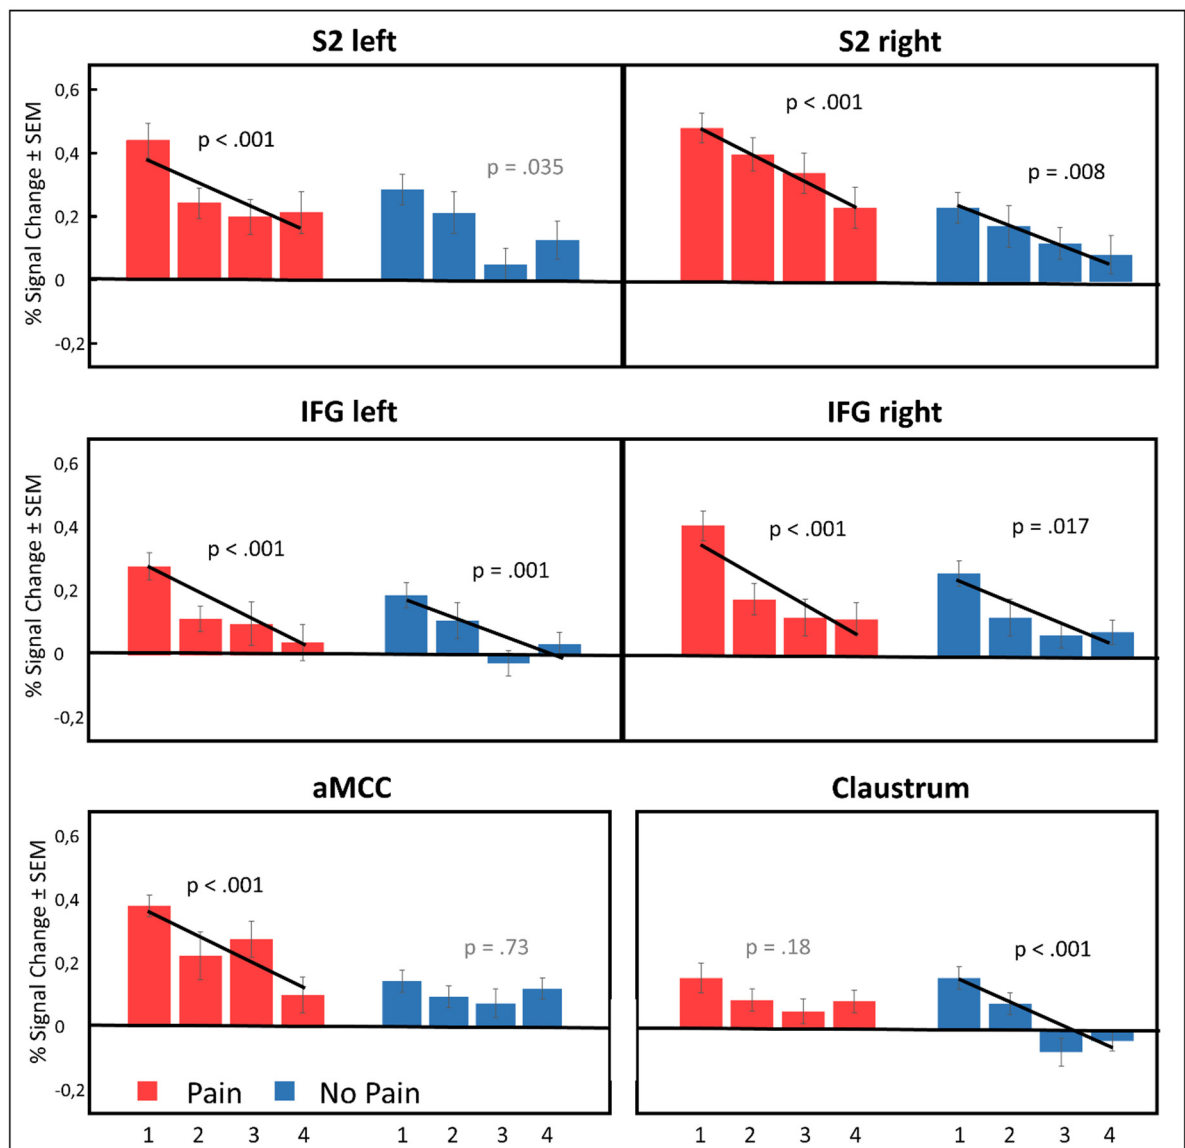 S2 left
S2 right
% Signal Change ± SEM
0,6
0,4
0,2
0
-0,2
p < .001
p = .035
p < .001
p = .008
IFG left
IFG right
% Signal Change ± SEM
0,6
0,4
0,2
0
-0,2
p < .001
p = .001
p < .001
p = .017
aMCC
Claustrum
% Signal Change ± SEM
0,6
0,4
0,2
0
-0,2
p < .001
p = .73
p = .18
p < .001
Pain
No Pain
1 2 3 4 1 2 3 4 1 2 3 4 1 2 3 4